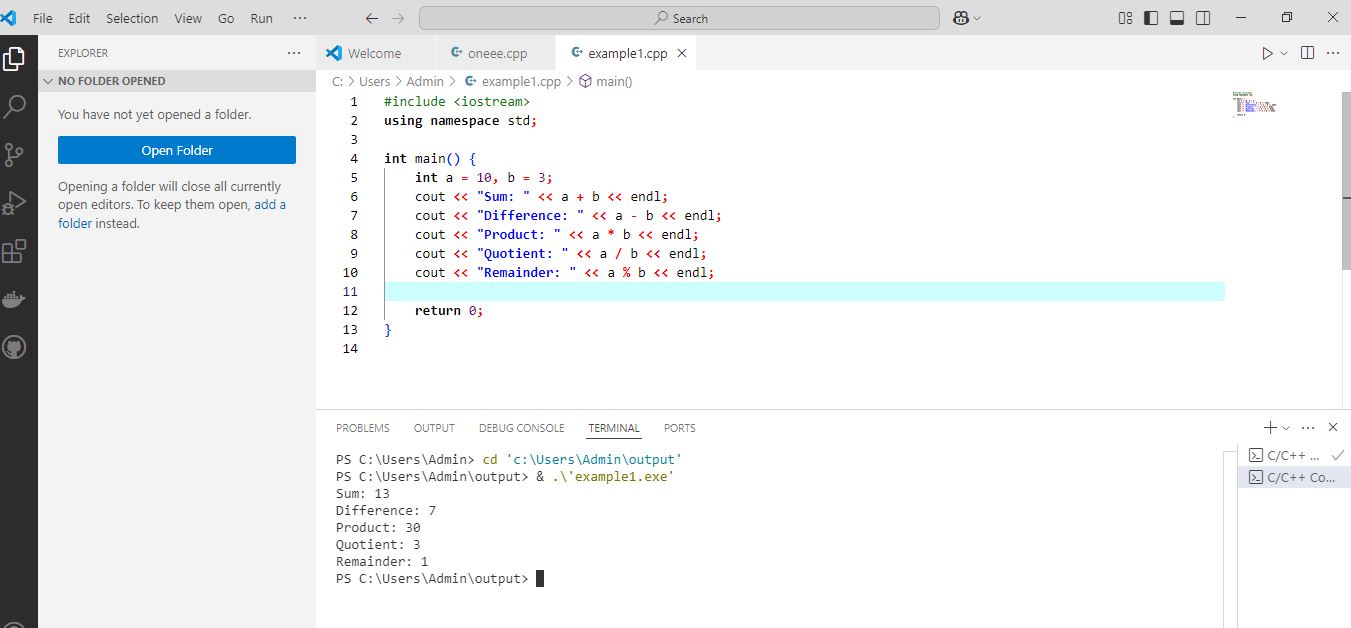 File Edit Selection View Go Run ··· Search
EXPLORER ···
NO FOLDER OPENED
You have not yet opened a folder.
Open Folder
Opening a folder will close all currently
open editors. To keep them open, add a
folder instead.
Welcome oneee.cpp example1.cpp
C: > Users > Admin > example1.cpp > main()
1 #include <iostream>
2 using namespace std;
3
4 int main() {
5 int a = 10, b = 3;
6 cout << "Sum: " << a + b << endl;
7 cout << "Difference: " << a - b << endl;
8 cout << "Product: " << a * b << endl;
9 cout << "Quotient: " << a / b << endl;
10 cout << "Remainder: " << a % b << endl;
11
12 return 0;
13 }
14
PROBLEMS OUTPUT DEBUG CONSOLE TERMINAL PORTS
PS C:\Users\Admin> cd 'c:\Users\Admin\output'
PS C:\Users\Admin\output> & .\'example1.exe'
Sum: 13
Difference: 7
Product: 30
Quotient: 3
Remainder: 1
PS C:\Users\Admin\output>
C/C++ ...
C/C++ Co...